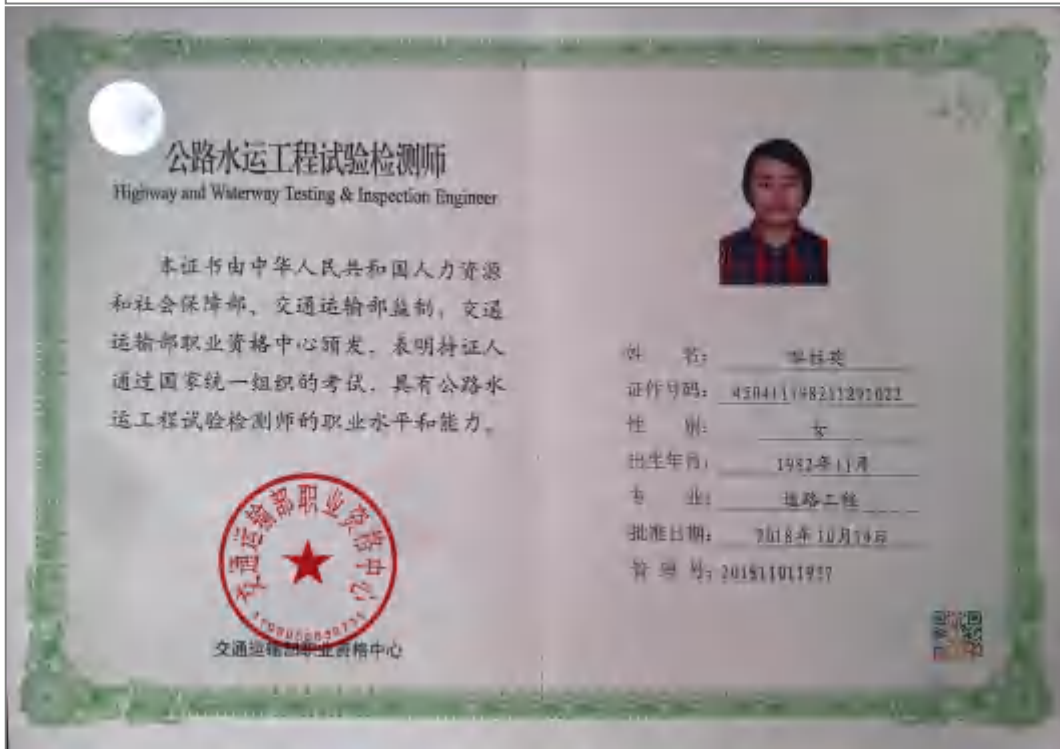 公路水运工程试验检测师
Highway and Waterway Testing & Inspection Engineer
本证书由中华人民共和国人力资源
和社会保障部、交通运输部监制，交通
运输部职业资格中心颁发，表明持证人
通过国家统一组织的考试，具有公路水
运工程试验检测师的职业水平和能力。
交通运输部职业资格中心
交通运输部职业资格中心
姓 名：
证件号码：
性 别： 女
出生年月： 1982年11月
专 业： 道路工程
批准日期： 2018年10月
管 理 号：